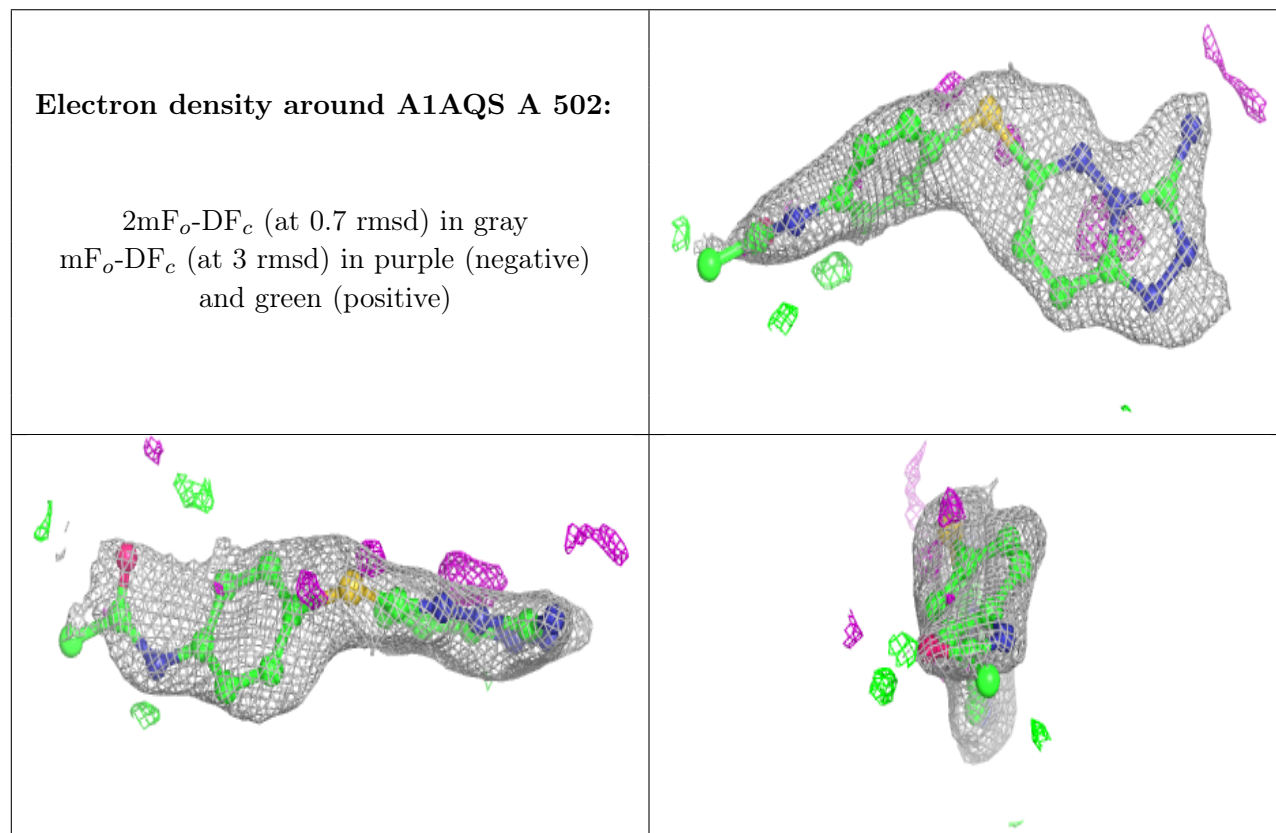 Electron density around A1AQS A 502:
2mFₒ-DF𝒸 (at 0.7 rmsd) in gray
mFₒ-DF𝒸 (at 3 rmsd) in purple (negative)
and green (positive)